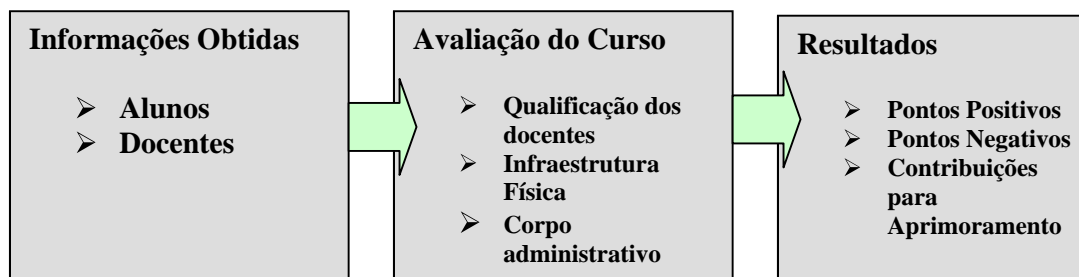 Informações Obtidas
➢ Alunos
➢ Docentes
Avaliação do Curso
➢ Qualificação dos
docentes
➢ Infraestrutura
Física
➢ Corpo
administrativo
Resultados
➢ Pontos Positivos
➢ Pontos Negativos
➢ Contribuições
para
Aprimoramento